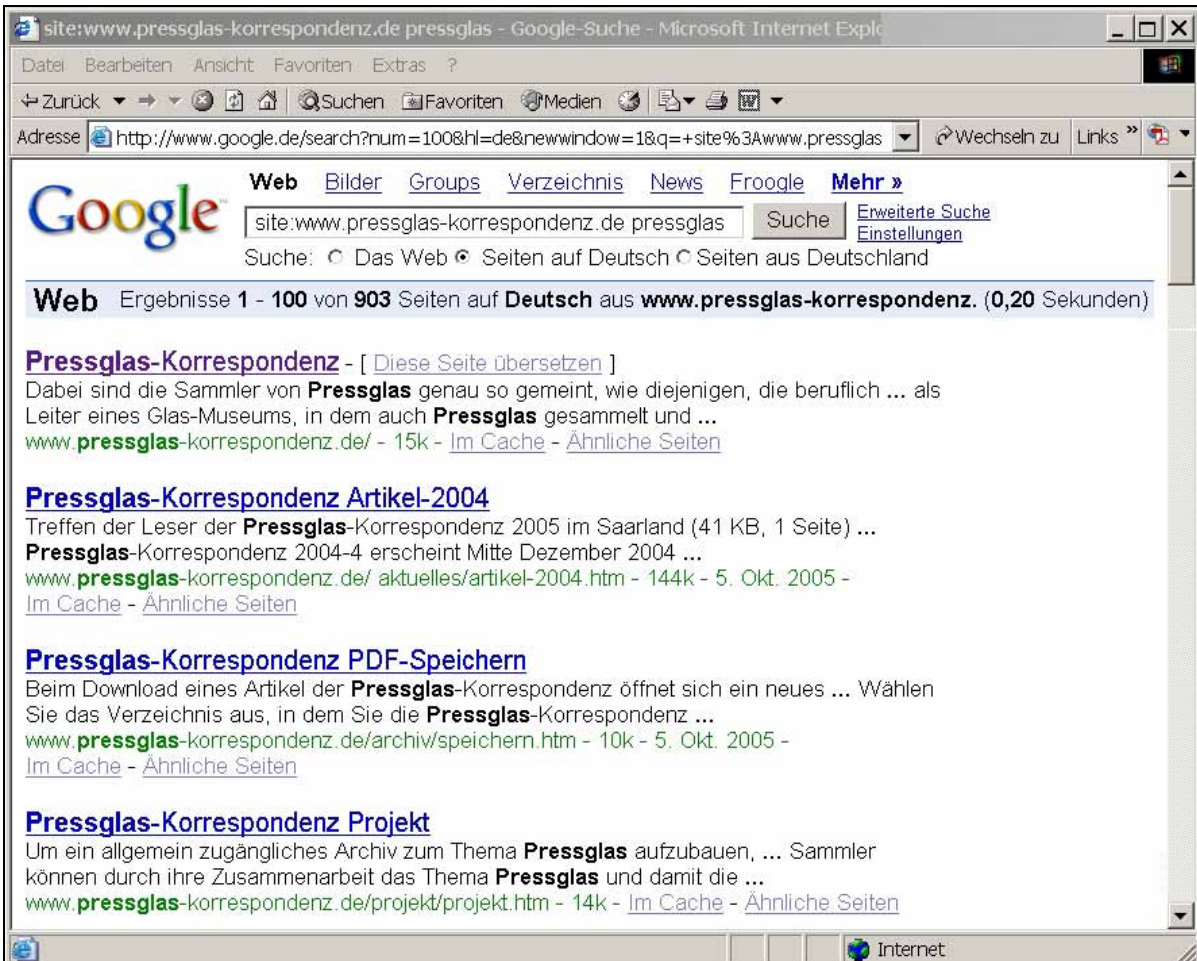 site:www.pressglas-korrespondenz.de pressglas - Google-Suche - Microsoft Internet Explo
Datei Bearbeiten Ansicht Favoriten Extras ?
Zurück Suchen Favoriten Medien
Adresse http://www.google.de/search?num=100&hl=de&newwindow=1&q=+site%3Awww.pressglas Wechseln zu Links »
Web Bilder Groups Verzeichnis News Froogle Mehr »
Google
site:www.pressglas-korrespondenz.de pressglas Suche Erweiterte Suche
Einstellungen
Suche: Das Web Seiten auf Deutsch Seiten aus Deutschland
Web Ergebnisse 1 - 100 von 903 Seiten auf Deutsch aus www.pressglas-korrespondenz. (0,20 Sekunden)
Pressglas-Korrespondenz - [ Diese Seite übersetzen ]
Dabei sind die Sammler von Pressglas genau so gemeint, wie diejenigen, die beruflich ... als
Leiter eines Glas-Museums, in dem auch Pressglas gesammelt und ...
www.pressglas-korrespondenz.de/ - 15k - Im Cache - Ähnliche Seiten
Pressglas-Korrespondenz Artikel-2004
Treffen der Leser der Pressglas-Korrespondenz 2005 im Saarland (41 KB, 1 Seite) ...
Pressglas-Korrespondenz 2004-4 erscheint Mitte Dezember 2004 ...
www.pressglas-korrespondenz.de/ aktuelles/artikel-2004.htm - 144k - 5. Okt. 2005 -
Im Cache - Ähnliche Seiten
Pressglas-Korrespondenz PDF-Speichern
Beim Download eines Artikel der Pressglas-Korrespondenz öffnet sich ein neues ... Wählen
Sie das Verzeichnis aus, in dem Sie die Pressglas-Korrespondenz ...
www.pressglas-korrespondenz.de/archiv/speichern.htm - 10k - 5. Okt. 2005 -
Im Cache - Ähnliche Seiten
Pressglas-Korrespondenz Projekt
Um ein allgemein zugängliches Archiv zum Thema Pressglas aufzubauen, ... Sammler
können durch ihre Zusammenarbeit das Thema Pressglas und damit die ...
www.pressglas-korrespondenz.de/projekt/projekt.htm - 14k - Im Cache - Ähnliche Seiten
Internet